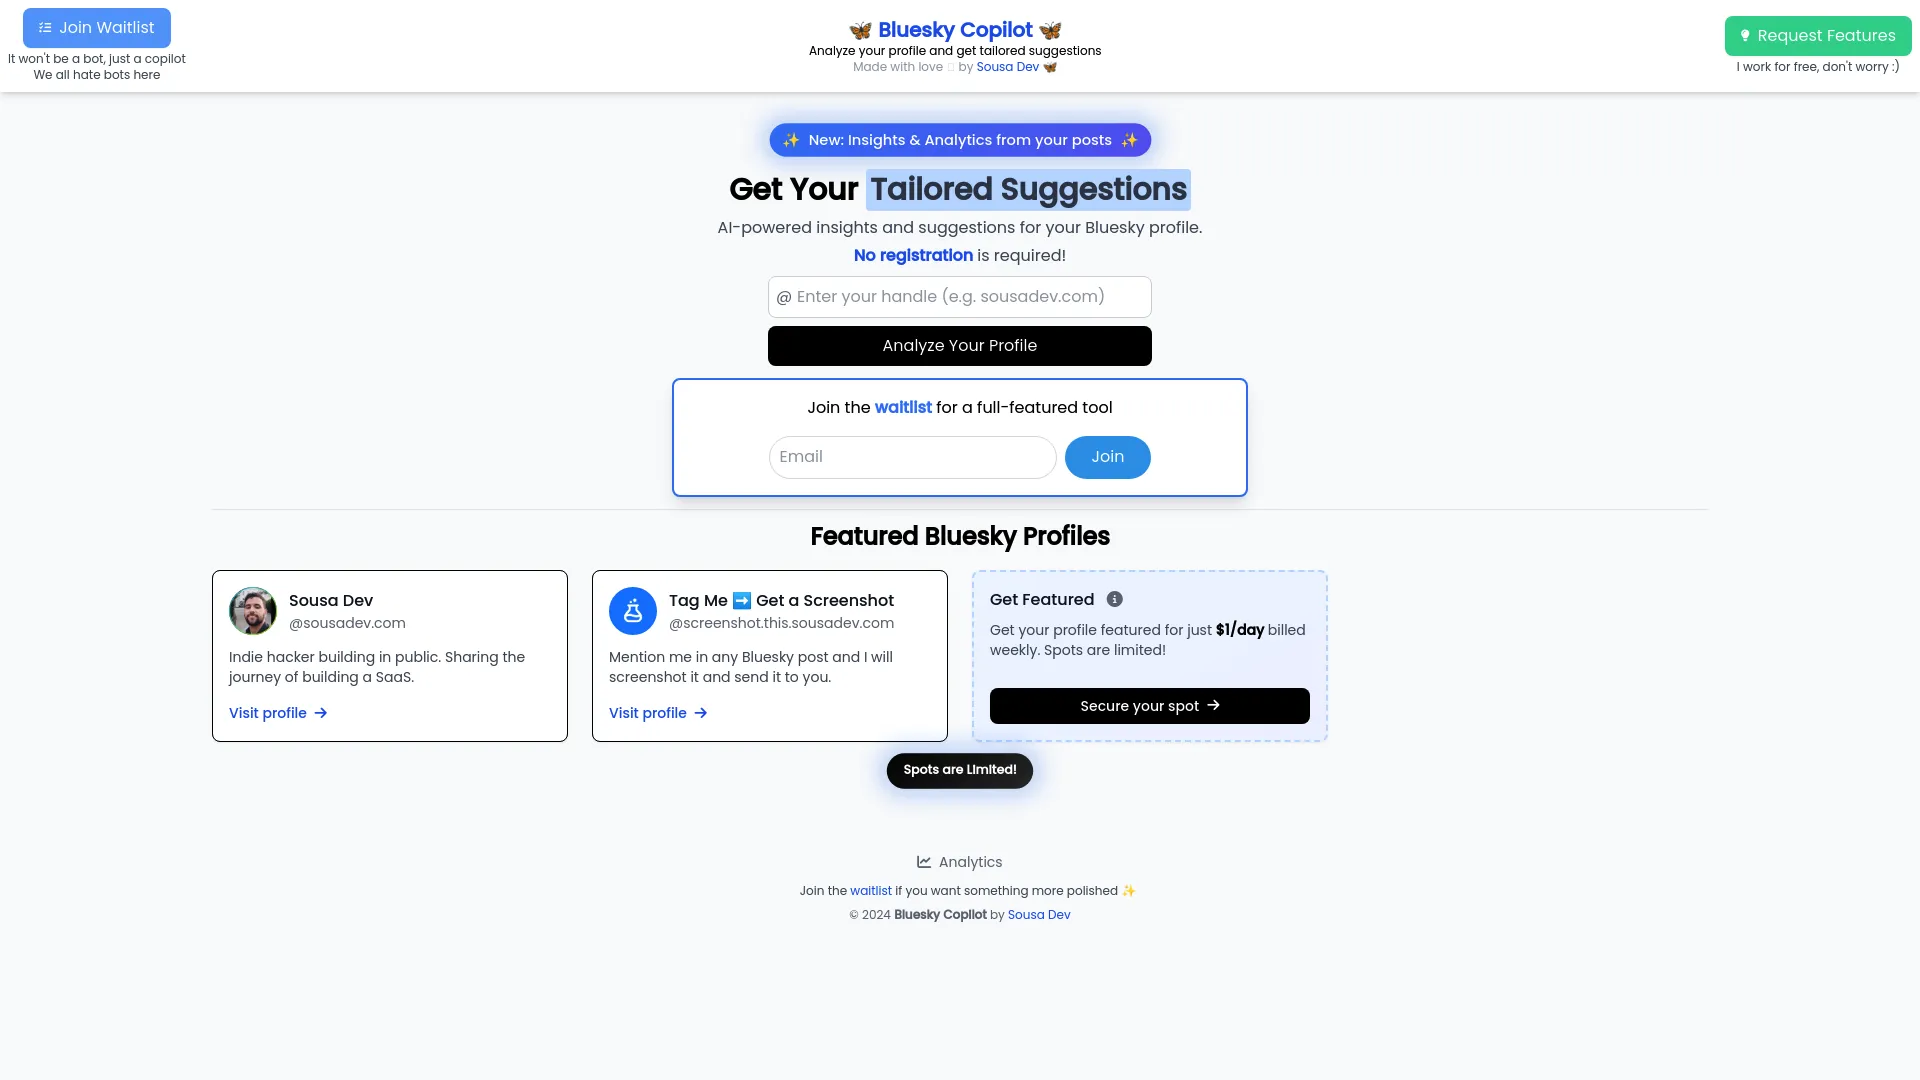 Join Waitlist
It won't be a bot, just a copilot
We all hate bots here
🦋 Bluesky Copilot 🦋
Analyze your profile and get tailored suggestions
Made with love by Sousa Dev 🦋
Request Features
I work for free, don't worry :)
✨ New: Insights & Analytics from your posts ✨
Get Your Tailored Suggestions
AI-powered insights and suggestions for your Bluesky profile.
No registration is required!
@ Enter your handle (e.g. sousadev.com)
Analyze Your Profile
Join the waitlist for a full-featured tool
Email
Join
Featured Bluesky Profiles
Sousa Dev
@sousadev.com
Indie hacker building in public. Sharing the
journey of building a SaaS.
Visit profile →
Tag Me ➡️ Get a Screenshot
@screenshot.this.sousadev.com
Mention me in any Bluesky post and I will
screenshot it and send it to you.
Visit profile →
Get Featured
Get your profile featured for just $1/day billed
weekly. Spots are limited!
Secure your spot →
Spots are Limited!
Analytics
Join the waitlist if you want something more polished ✨
© 2024 Bluesky Copilot by Sousa Dev